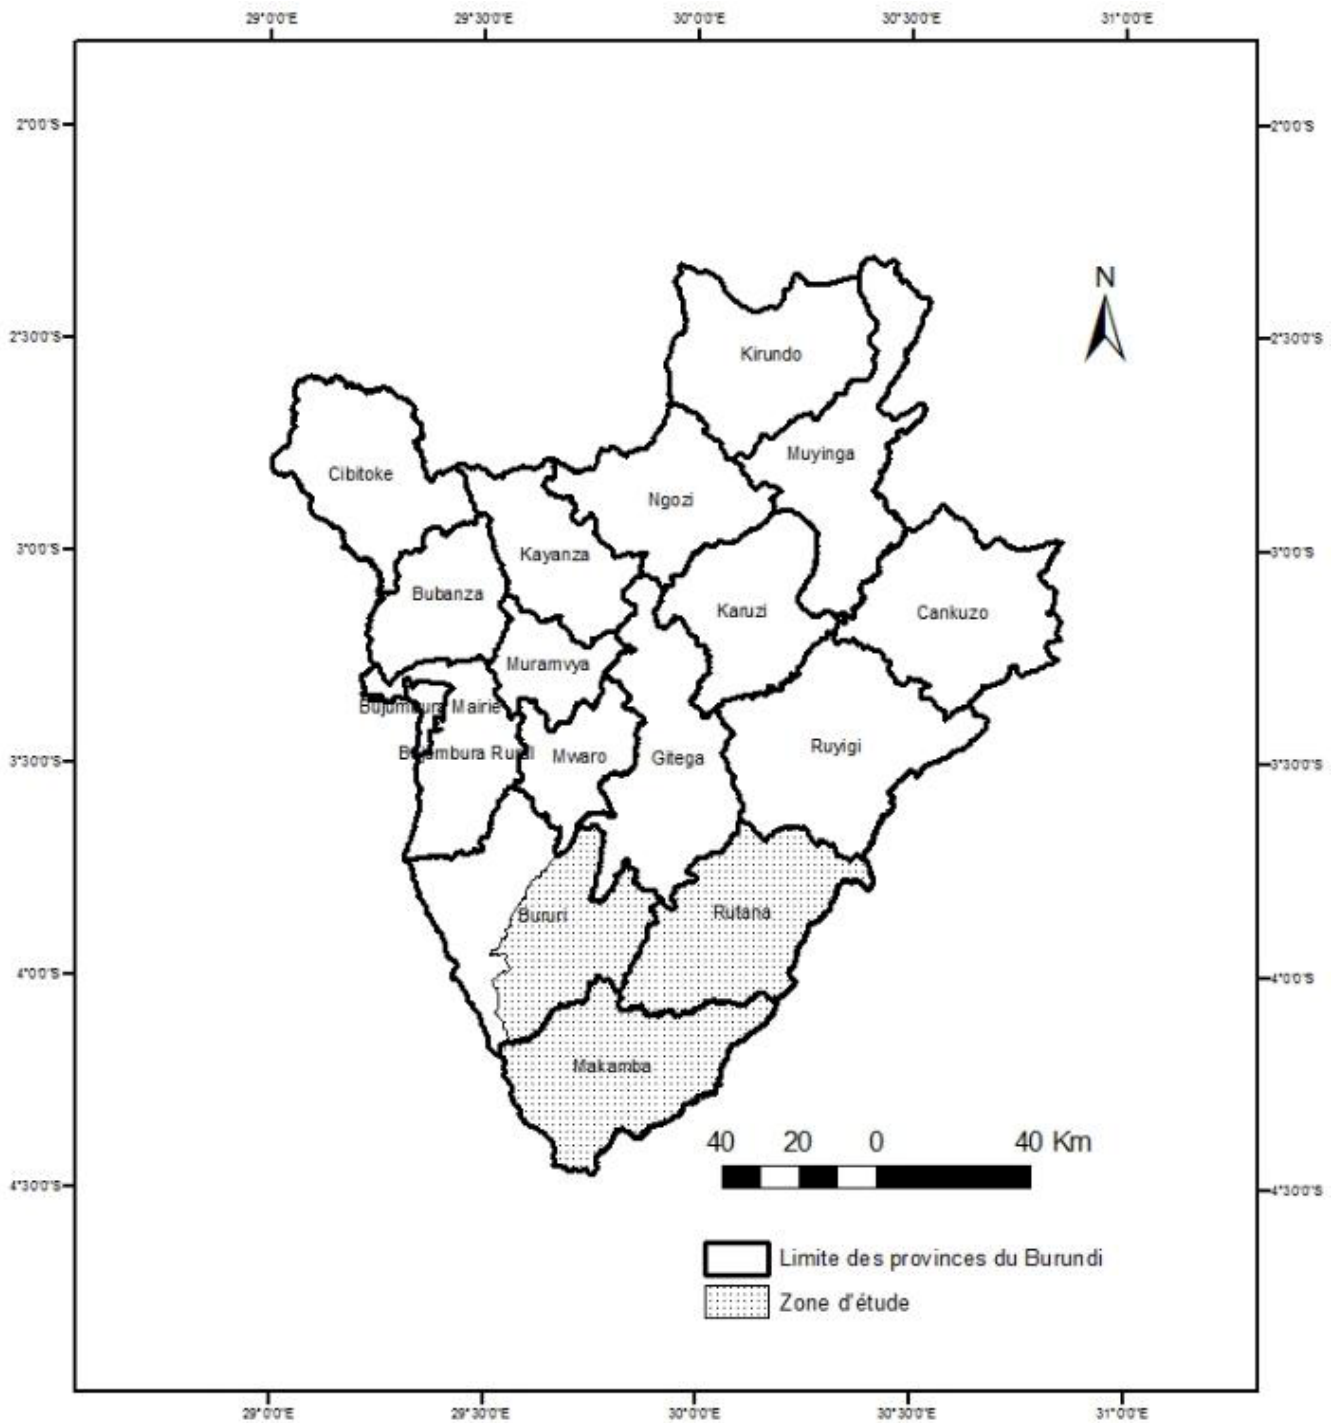 29°0'0"E 29°30'0"E 30°0'0"E 30°30'0"E 31°0'0"E
2°0'0"S 2°0'0"S
N
2°30'0"S 2°30'0"S
Kirundo
Muyinga
Cibitoke
Ngozi
3°0'0"S 3°0'0"S
Kayanza
Bubanza
Karuzi
Cankuzo
Muramvya
Bujumbura Mairie
Ruyigi
Bujumbura Rural
Mwaro
Gitega
3°30'0"S 3°30'0"S
Bururi
Rutana
4°0'0"S 4°0'0"S
Makamba
40 20 0 40 Km
4°30'0"S 4°30'0"S
Limite des provinces du Burundi
Zone d'étude
29°0'0"E 29°30'0"E 30°0'0"E 30°30'0"E 31°0'0"E